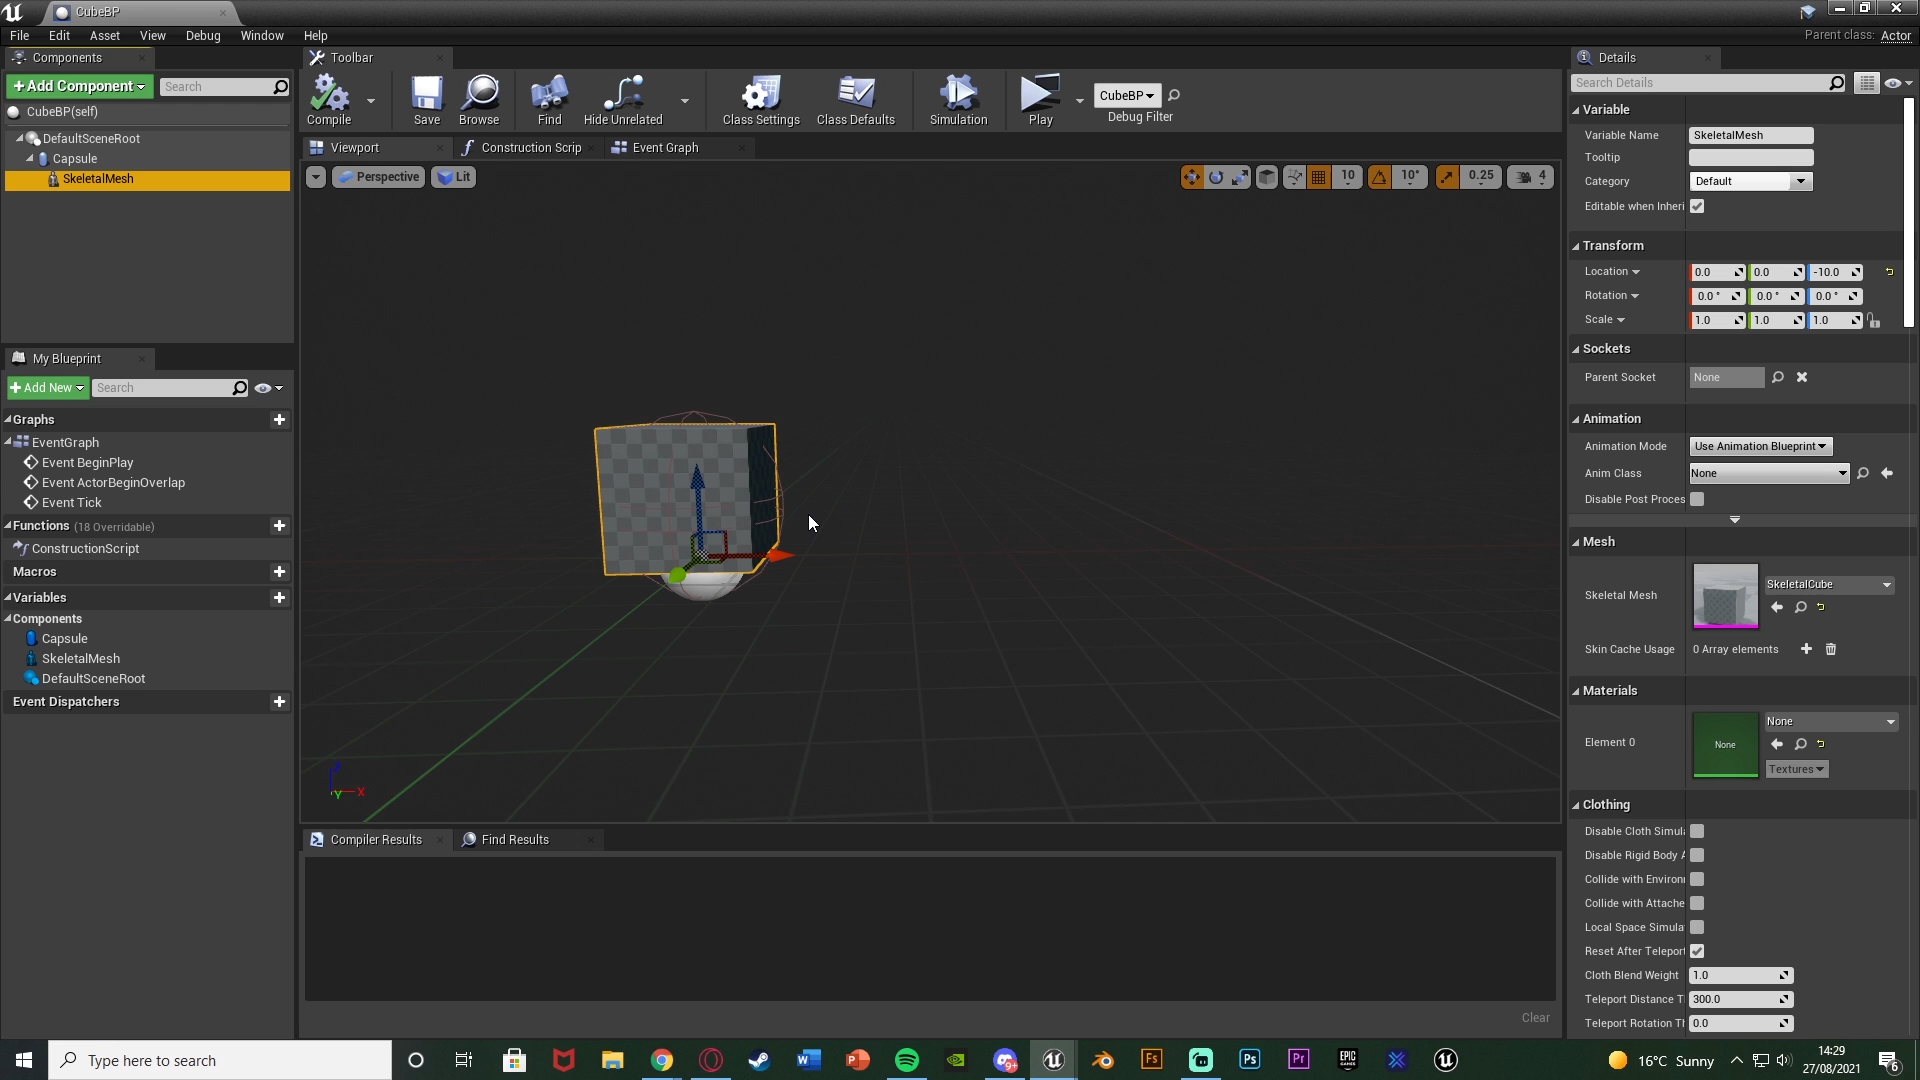 CubeBP
File Edit Asset View Debug Window Help
Parent class: Actor
Components
+ Add Component
Search
CubeBP(self)
DefaultSceneRoot
Capsule
SkeletalMesh
My Blueprint
+ Add New
Search
Graphs
EventGraph
Event BeginPlay
Event ActorBeginOverlap
Event Tick
Functions (18 Overridable)
ConstructionScript
Macros
Variables
Components
Capsule
SkeletalMesh
DefaultSceneRoot
Event Dispatchers
Toolbar
Compile
Save
Browse
Find
Hide Unrelated
Class Settings
Class Defaults
Simulation
Play
CubeBP
Debug Filter
Viewport
Construction Scrip
Event Graph
Perspective
Lit
10
10°
0.25
4
Z
X
Y
Compiler Results
Find Results
Clear
Details
Search Details
Variable
Variable Name SkeletalMesh
Tooltip
Category Default
Editable when Inheri
Transform
Location 0.0 0.0 -10.0
Rotation 0.0 ° 0.0 ° 0.0 °
Scale 1.0 1.0 1.0
Sockets
Parent Socket None
Animation
Animation Mode Use Animation Blueprint
Anim Class None
Disable Post Proces
Mesh
Skeletal Mesh SkeletalCube
Skin Cache Usage 0 Array elements
Materials
Element 0 None None
Textures
Clothing
Disable Cloth Simul
Disable Rigid Body A
Collide with Environ
Collide with Attache
Local Space Simula
Reset After Teleport
Cloth Blend Weight 1.0
Teleport Distance T 300.0
Teleport Rotation Th 0.0
Type here to search
9+
Fs
Ps
Pr
EPIC GAMES
16°C Sunny
14:29
27/08/2021
6